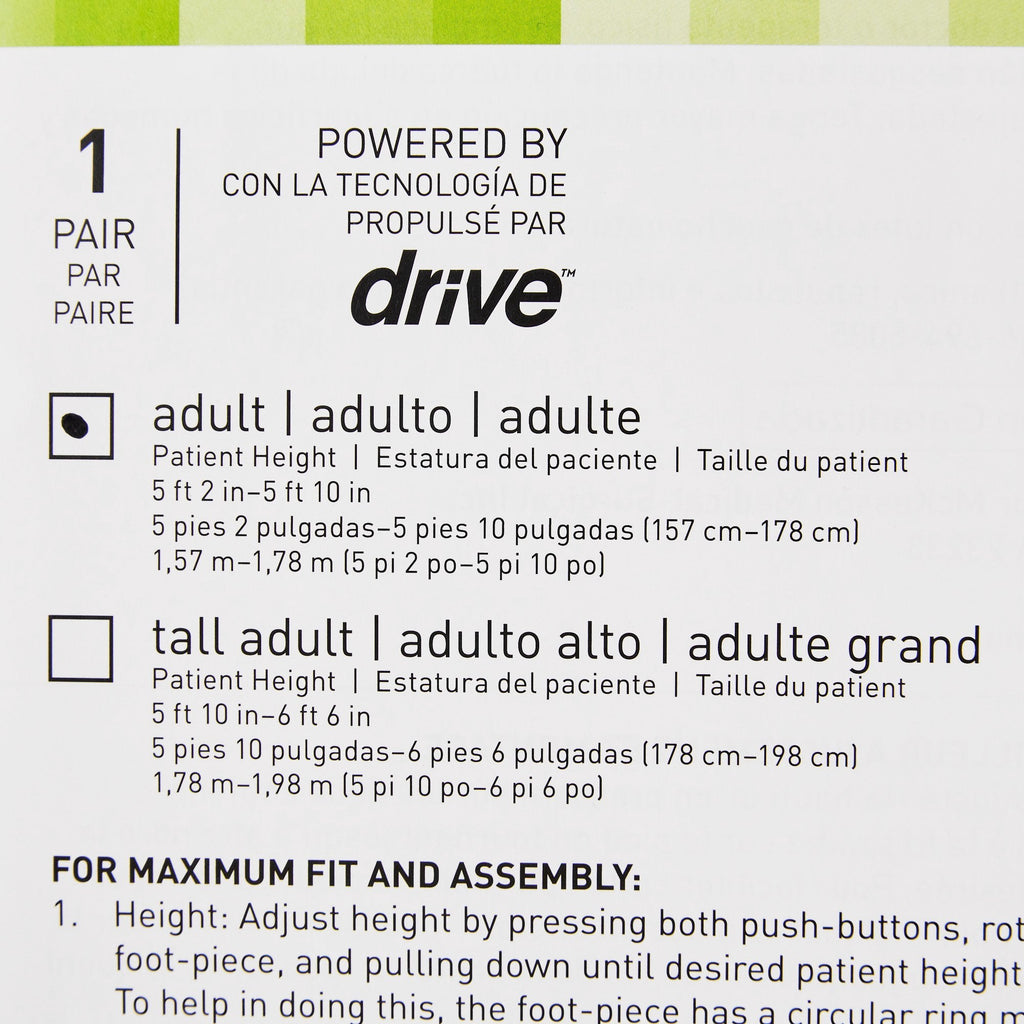 1
PAIR
PAR
PAIRE
POWERED BY
CON LA TECNOLOGÍA DE
PROPULSÉ PAR
drive™
adult | adulto | adulte
Patient Height | Estatura del paciente | Taille du patient
5 ft 2 in–5 ft 10 in
5 pies 2 pulgadas–5 pies 10 pulgadas (157 cm–178 cm)
1,57 m–1,78 m (5 pi 2 po–5 pi 10 po)
tall adult | adulto alto | adulte grand
Patient Height | Estatura del paciente | Taille du patient
5 ft 10 in–6 ft 6 in
5 pies 10 pulgadas–6 pies 6 pulgadas (178 cm–198 cm)
1,78 m–1,98 m (5 pi 10 po–6 pi 6 po)
FOR MAXIMUM FIT AND ASSEMBLY:
1. Height: Adjust height by pressing both push-buttons,
foot-piece, and pulling down until desired patient height
To help in doing this, the foot-piece has a circular ring